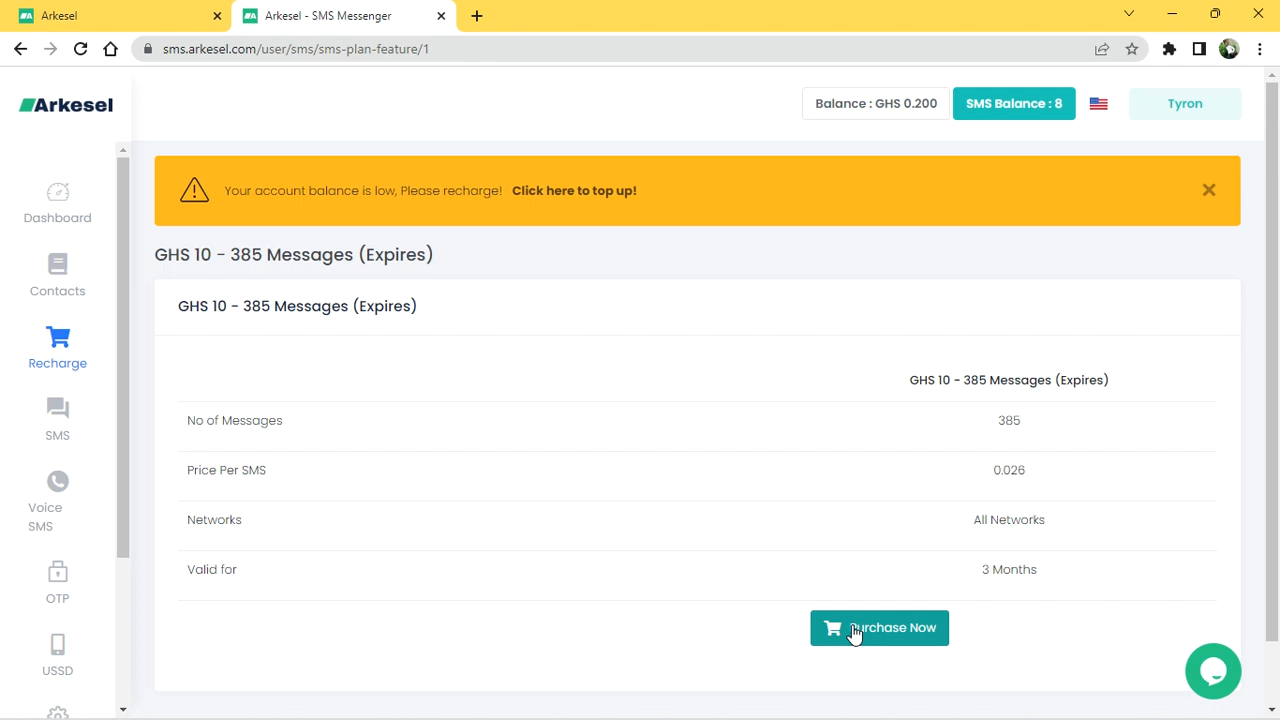 Arkesel
Arkesel - SMS Messenger
sms.arkesel.com/user/sms/sms-plan-feature/1
Arkesel
Balance : GHS 0.200
SMS Balance : 8
Tyron
Dashboard
Contacts
Recharge
SMS
Voice
SMS
OTP
USSD
Your account balance is low, Please recharge! Click here to top up!
GHS 10 - 385 Messages (Expires)
GHS 10 - 385 Messages (Expires)
GHS 10 - 385 Messages (Expires)
No of Messages 385
Price Per SMS 0.026
Networks All Networks
Valid for 3 Months
Purchase Now